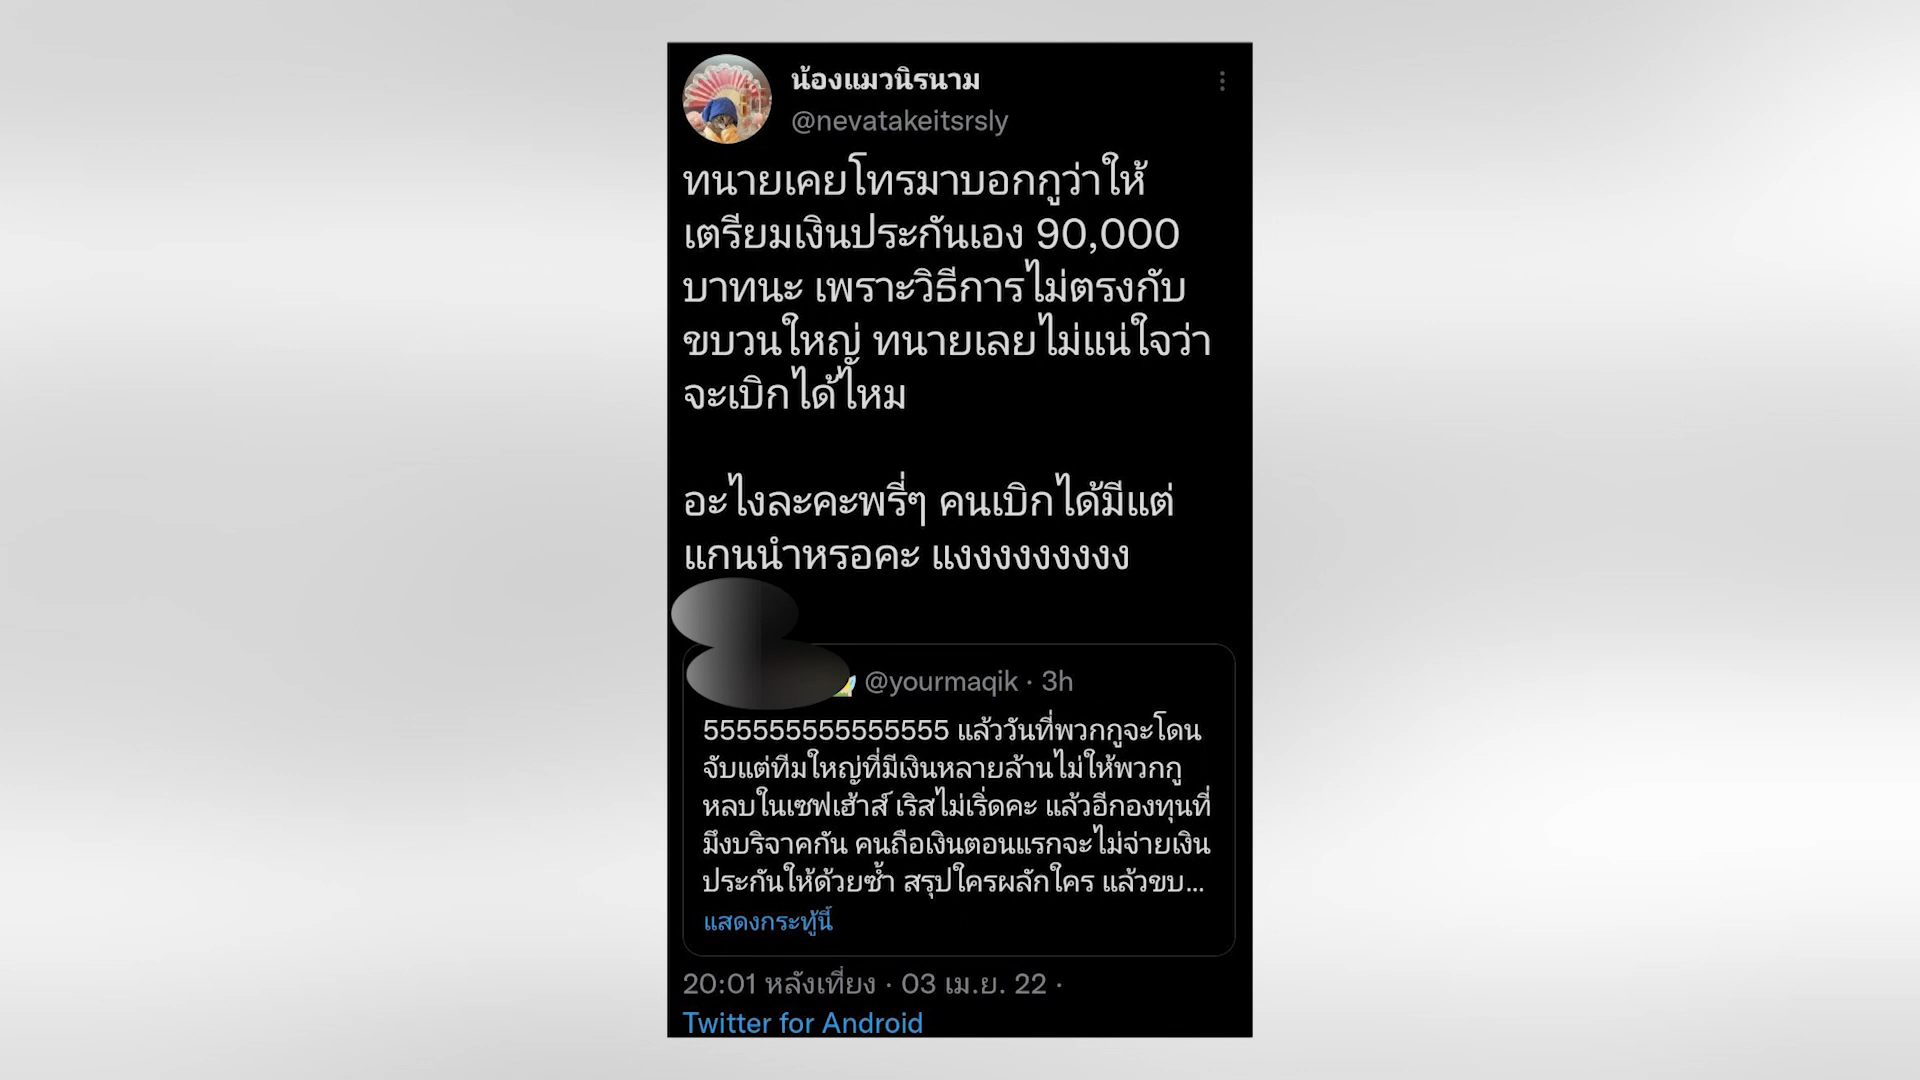 น้องแมวนิรนาม
@nevatakeitsrsly
ทนายเคยโทรมาบอกกูว่าให้
เตรียมเงินประกันเอง 90,000
บาทนะ เพราะวิธีการไม่ตรงกับ
ขบวนใหญ่ ทนายเลยไม่แน่ใจว่า
จะเบิกได้ไหม
อะไงละคะพรี่ๆ คนเบิกได้มีแต่
แกนนำหรอคะ แงงงงงงงงง
@yourmaqik · 3h
555555555555555 แล้ววันที่พวกกูจะโดน
จับแต่ทีมใหญ่ที่มีเงินหลายล้านไม่ให้พวกกู
หลบในเซฟเฮ้าส์ เริสไม่เริ่ดคะ แล้วอีกองทุนที่
มึงบริจาคกัน คนถือเงินตอนแรกจะไม่จ่ายเงิน
ประกันให้ด้วยซ้ำ สรุปใครผลักใคร แล้วขบ...
แสดงกระทู้นี้
20:01 หลังเที่ยง · 03 เม.ย. 22 ·
Twitter for Android